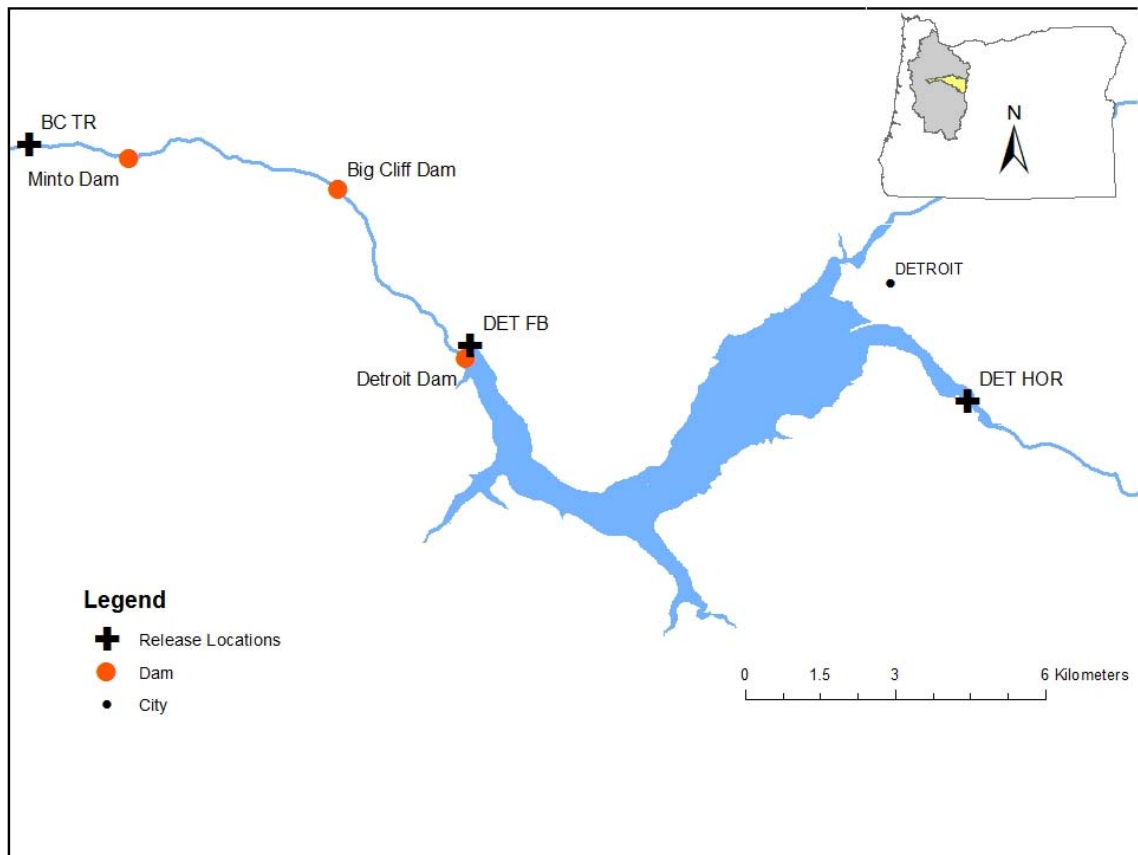 BC TR
Minto Dam
Big Cliff Dam
N
DETROIT
DET FB
Detroit Dam
DET HOR
Legend
Release Locations
Dam
City
0 1.5 3 6 Kilometers